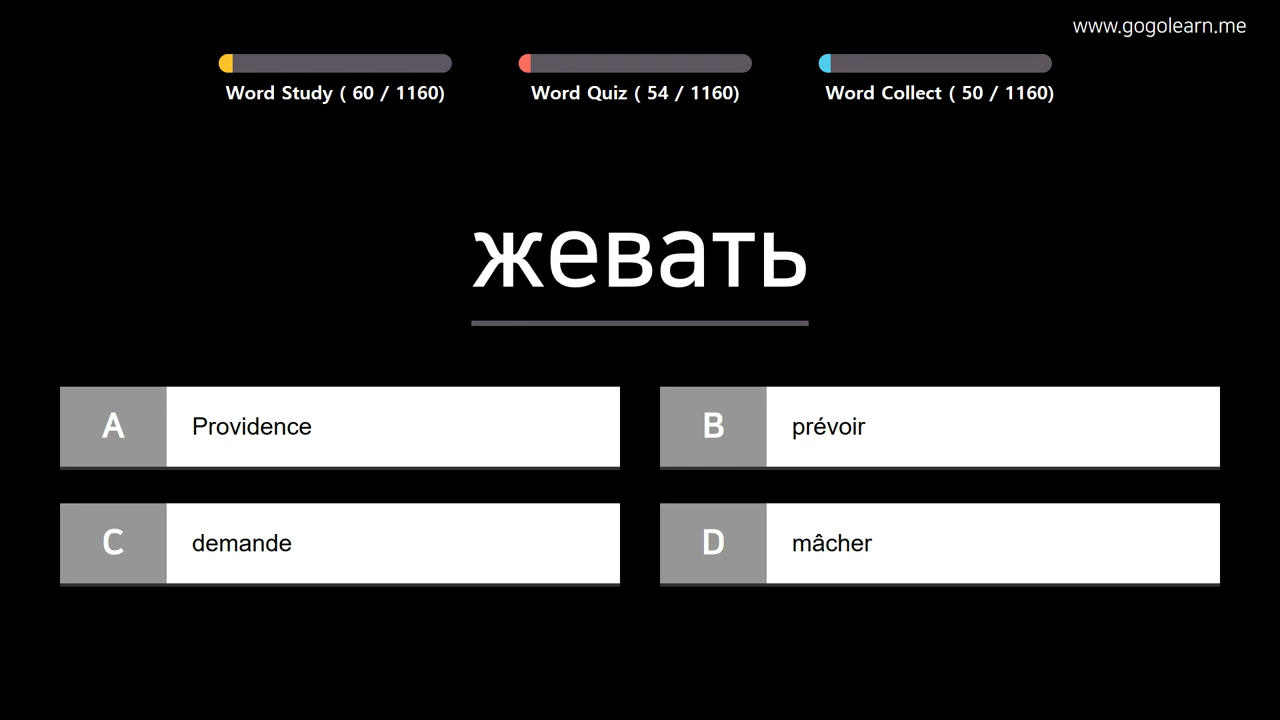 www.gogolearn.me
Word Study ( 60 / 1160)
Word Quiz ( 54 / 1160)
Word Collect ( 50 / 1160)
жевать
A Providence
B prévoir
C demande
D mâcher